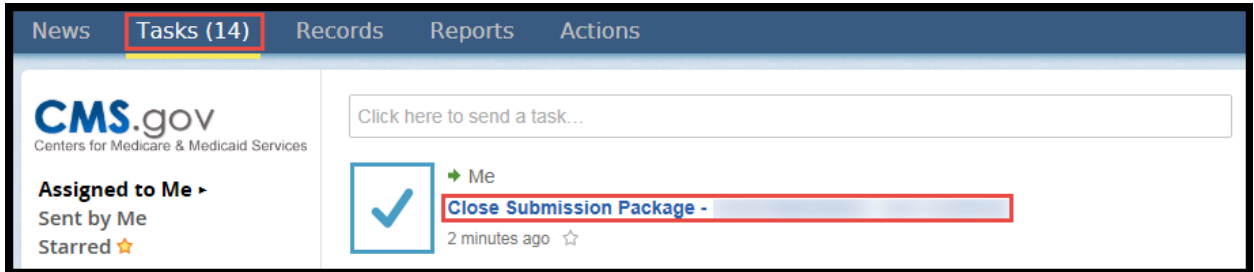 News Tasks (14) Records Reports Actions
CMS.gov
Centers for Medicare & Medicaid Services
Click here to send a task...
Assigned to Me
Sent by Me
Starred
Me
Close Submission Package -
2 minutes ago